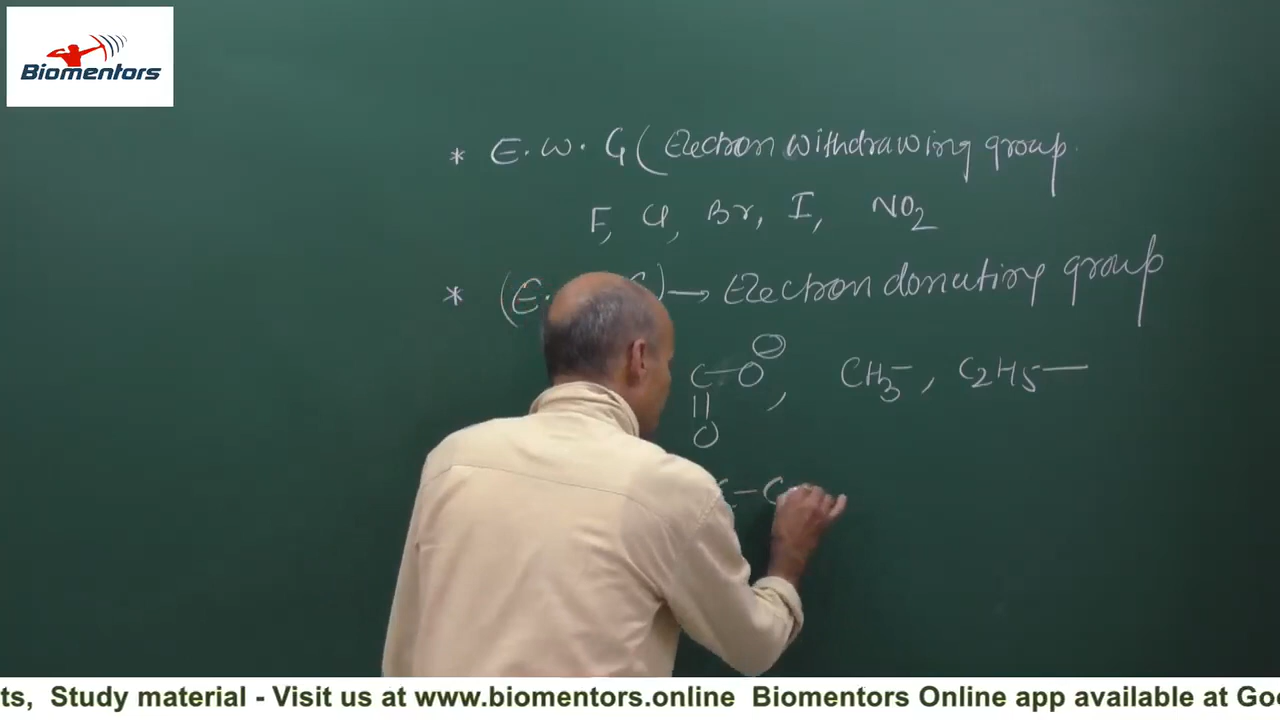 Biomentors
* E.W.G (Electron withdrawing group.
F, Cl, Br, I, NO2
* (E. ) → Electron donating group
C-O⊖, CH3-, C2H5—
||
O
-C
ts, Study material - Visit us at www.biomentors.online Biomentors Online app available at Goo